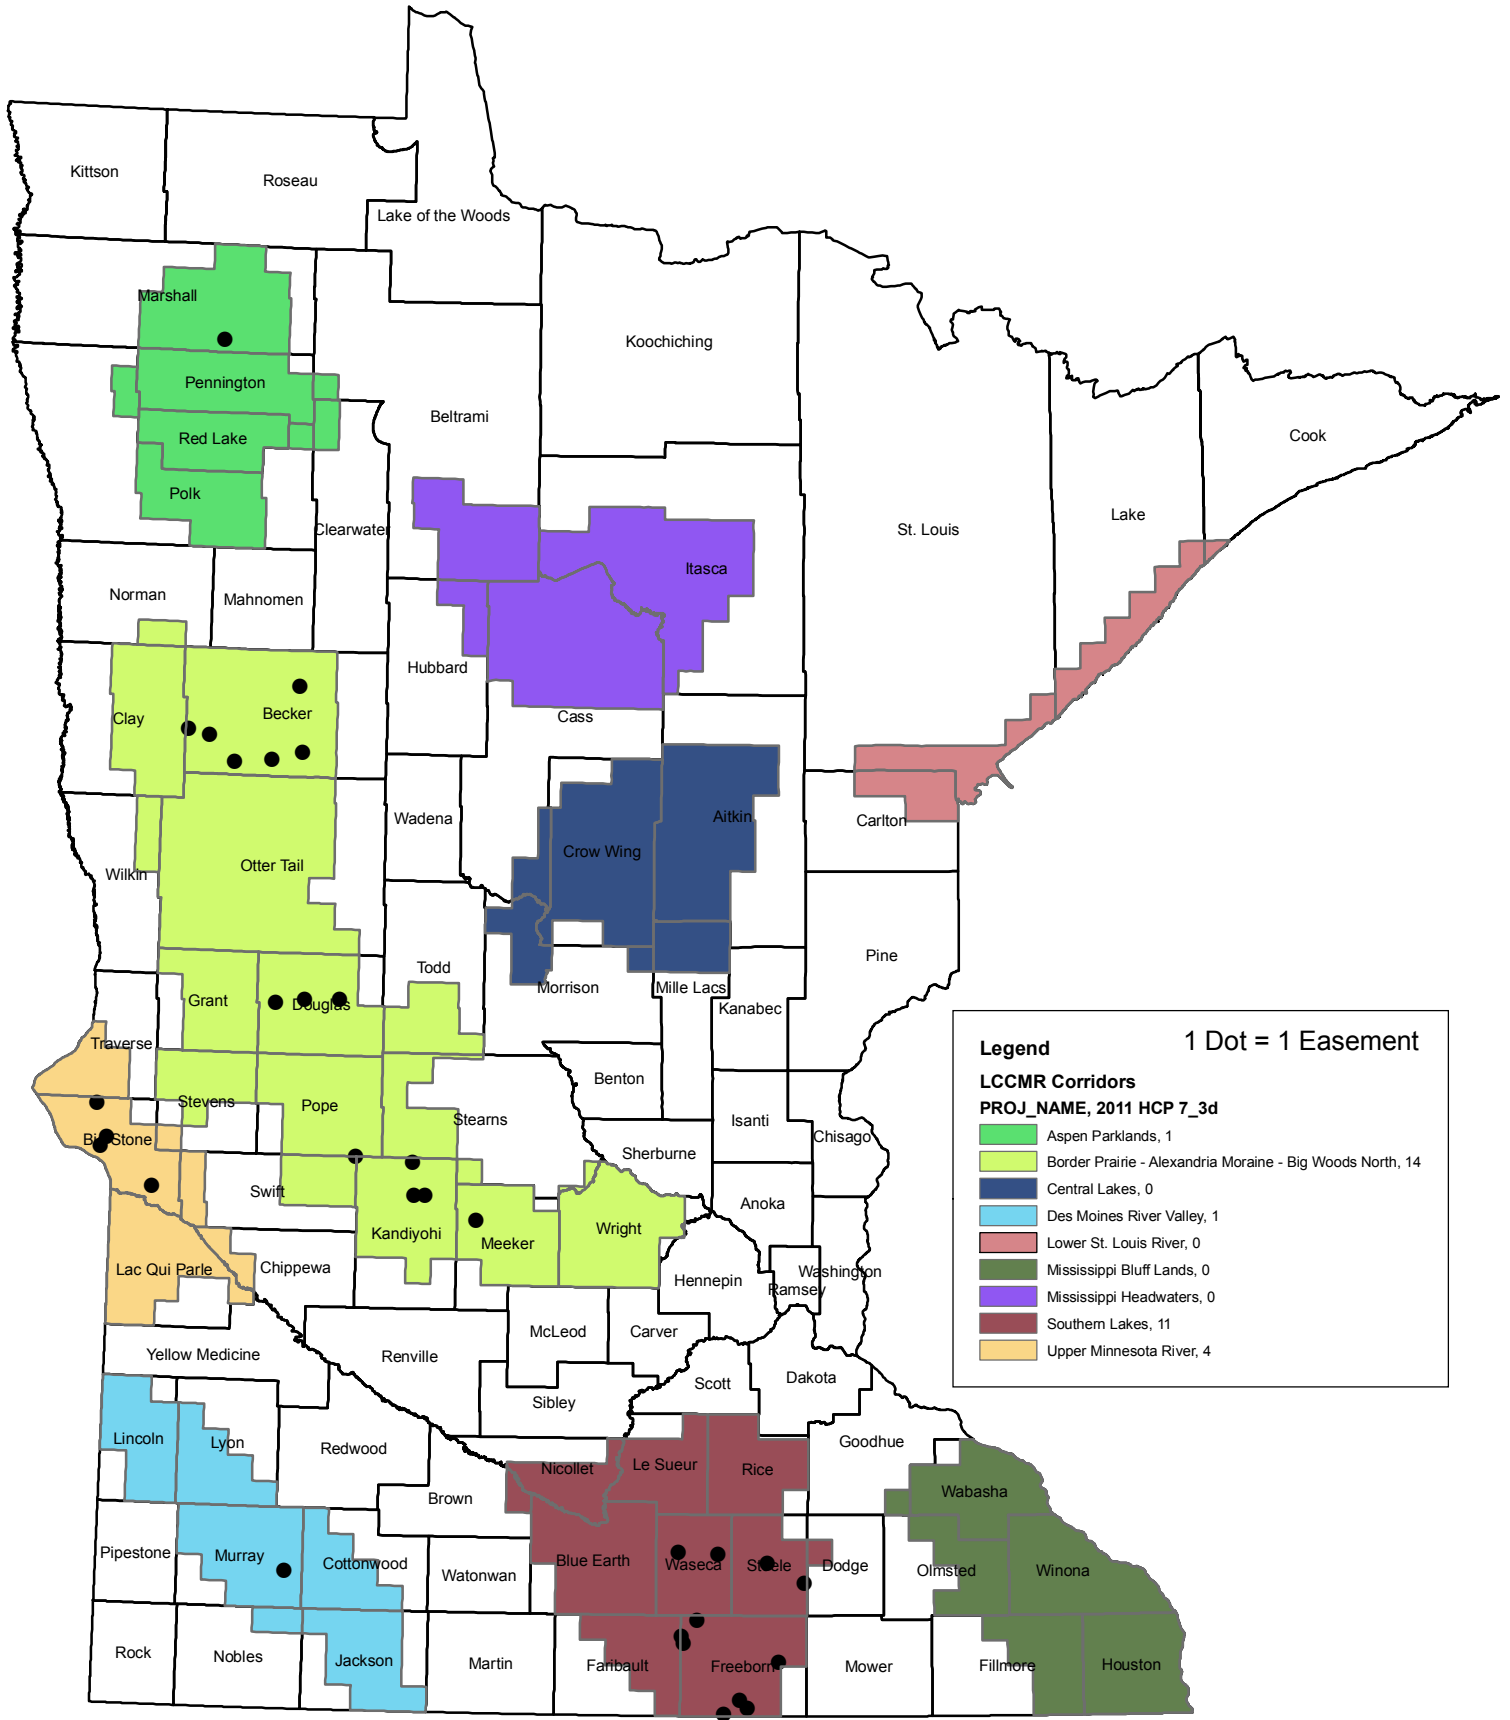 Kittson
Roseau
Lake of the Woods
Marshall
Koochiching
Pennington
Beltrami
Cook
Red Lake
Polk
Clearwater
St. Louis
Lake
Itasca
Norman
Mahnomen
Hubbard
Clay
Becker
Cass
Wadena
Aitkin
Carlton
Crow Wing
Otter Tail
Wilkin
Pine
Todd
Morrison
Mille Lacs
Grant
Douglas
Kanabec
Traverse
Benton
Stevens
Pope
Stearns
Isanti
Chisago
Big Stone
Sherburne
Swift
Anoka
Kandiyohi
Meeker
Wright
Lac Qui Parle
Chippewa
Hennepin
Washington
Ramsey
McLeod
Carver
Yellow Medicine
Renville
Scott
Dakota
Sibley
Lincoln
Lyon
Redwood
Goodhue
Nicollet
Le Sueur
Rice
Brown
Wabasha
Pipestone
Murray
Cottonwood
Watonwan
Blue Earth
Waseca
Steele
Dodge
Olmsted
Winona
Rock
Nobles
Jackson
Martin
Faribault
Freeborn
Mower
Fillmore
Houston
1 Dot = 1 Easement
Legend
LCCMR Corridors
PROJ_NAME, 2011 HCP 7_3d
Aspen Parklands, 1
Border Prairie - Alexandria Moraine - Big Woods North, 14
Central Lakes, 0
Des Moines River Valley, 1
Lower St. Louis River, 0
Mississippi Bluff Lands, 0
Mississippi Headwaters, 0
Southern Lakes, 11
Upper Minnesota River, 4